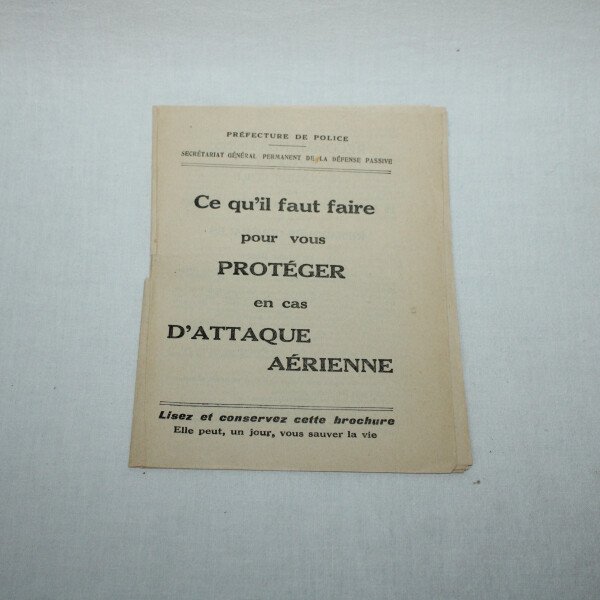 PRÉFECTURE DE POLICE
SECRÉTARIAT GÉNÉRAL PERMANENT DE LA DÉFENSE PASSIVE
Ce qu'il faut faire
pour vous
PROTÉGER
en cas
D'ATTAQUE
AÉRIENNE
Lisez et conservez cette brochure
Elle peut, un jour, vous sauver la vie